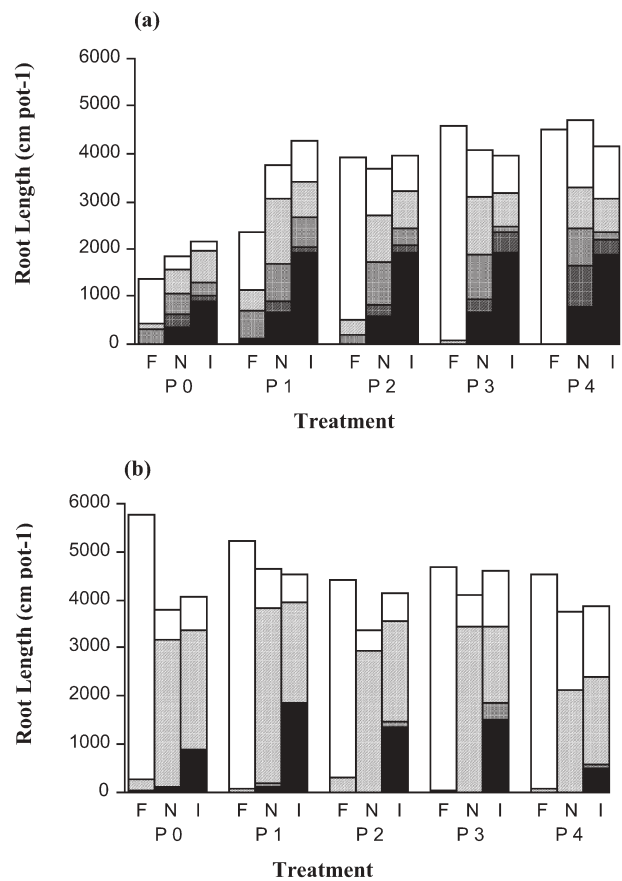 (a)
6000
5000
4000
3000
2000
1000
0
Root Length (cm pot-1)
F N I F N I F N I F N I F N I
P 0 P 1 P 2 P 3 P 4
Treatment
(b)
6000
5000
4000
3000
2000
1000
0
Root Length (cm pot-1)
F N I F N I F N I F N I F N I
P 0 P 1 P 2 P 3 P 4
Treatment